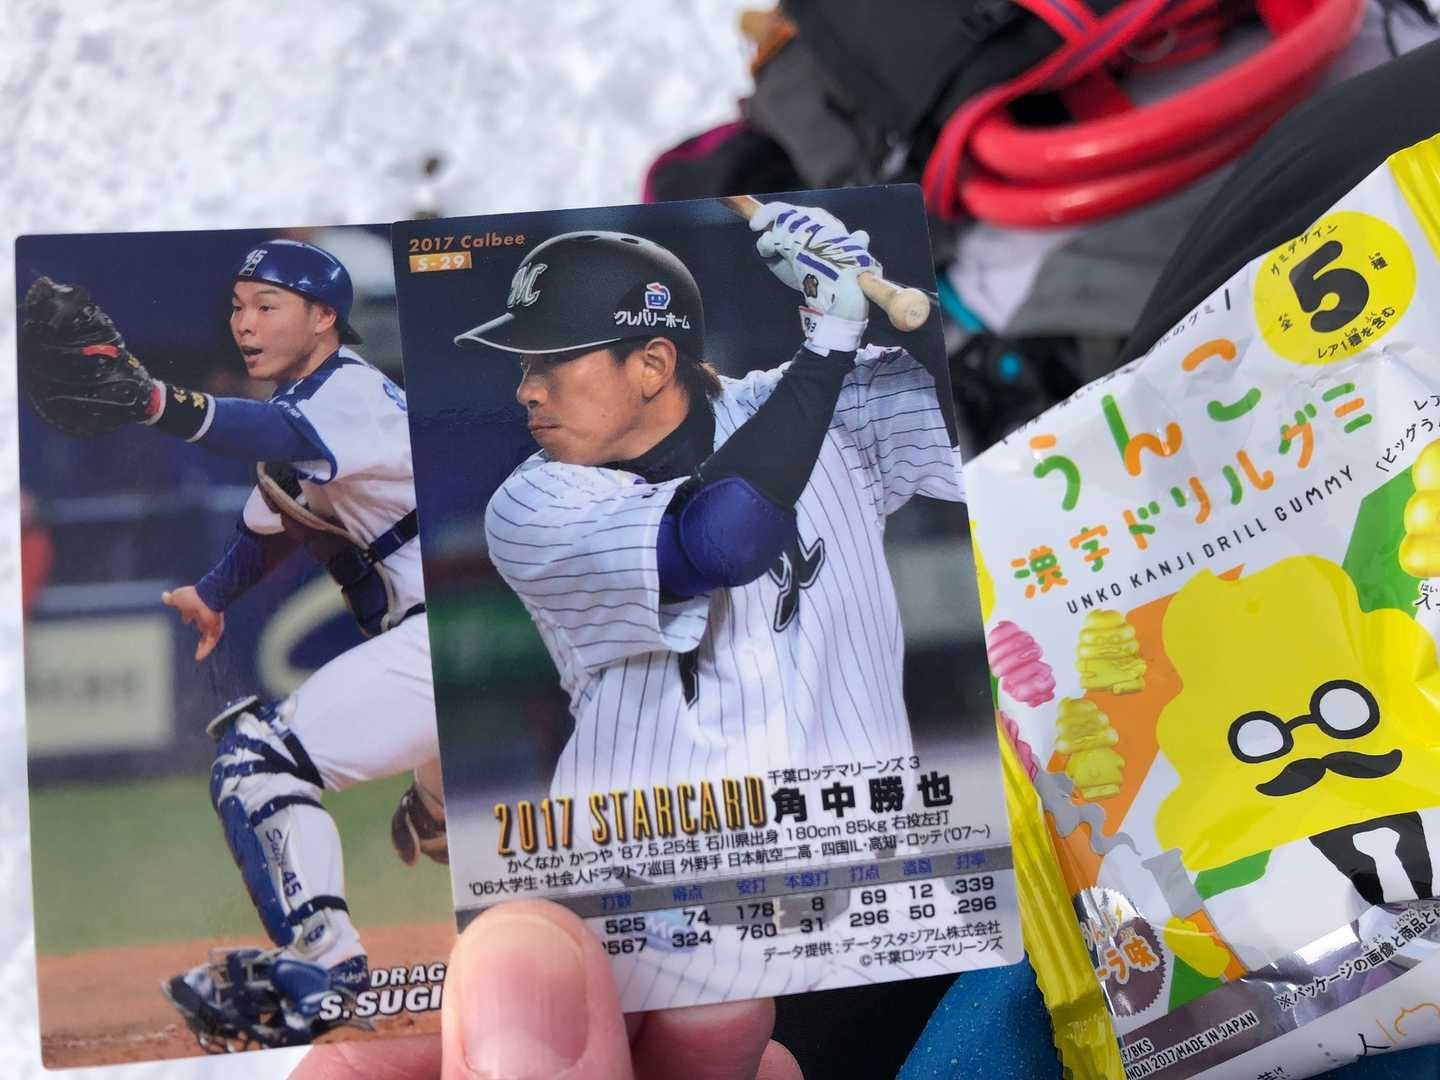 45
DRAG
S.SUGI
2017 Calbee
S-29
M
クレバリーホーム
2017 STARCARD
千葉ロッテマリーンズ 3
角中勝也
かくなか かつや '87.5.25生 石川県出身 180cm 85kg 右投左打
'06大学生・社会人ドラフト7巡目 外野手 日本航空二高-四国IL・高知-ロッテ('07~)
打数 得点 安打 本塁打 打点 盗塁 打率
525 74 178 8 69 12 .339
2567 324 760 31 296 50 .296
データ提供:データスタジアム株式会社
©千葉ロッテマリーンズ
グミデザイン
全5種
レア1種を含む
うんこ
漢字ドリルグミ
UNKO KANJI DRILL GUMMY
ーラ味
※パッケージの画像と商品と
/BKS
ANDAI 2017 MADE IN JAPAN